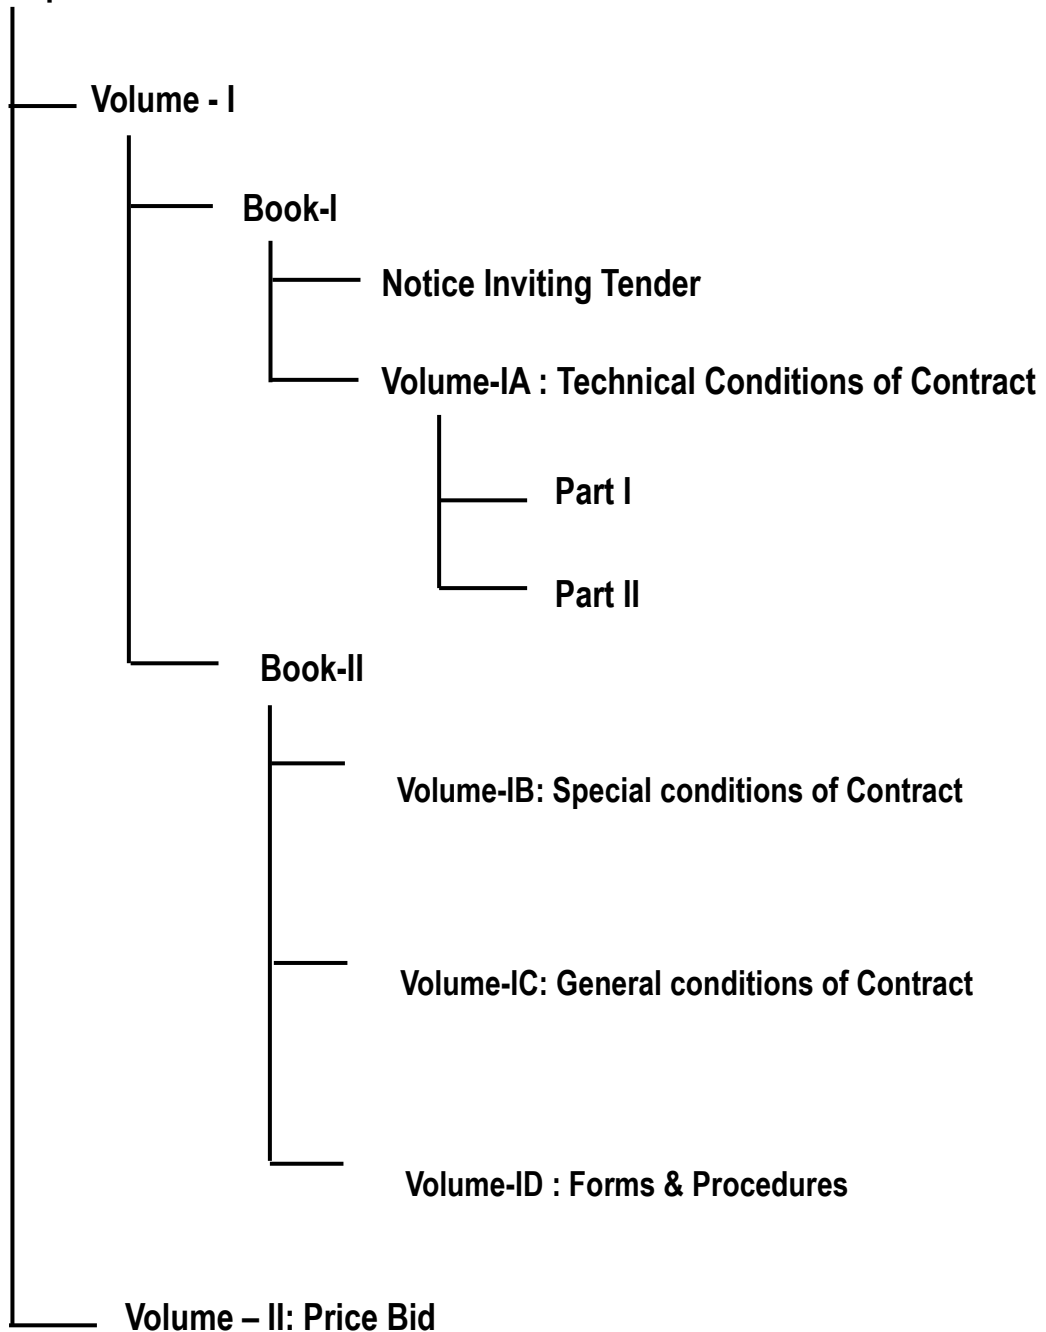 Volume - I
Book-I
Notice Inviting Tender
Volume-IA : Technical Conditions of Contract
Part I
Part II
Book-II
Volume-IB: Special conditions of Contract
Volume-IC: General conditions of Contract
Volume-ID : Forms & Procedures
Volume – II: Price Bid